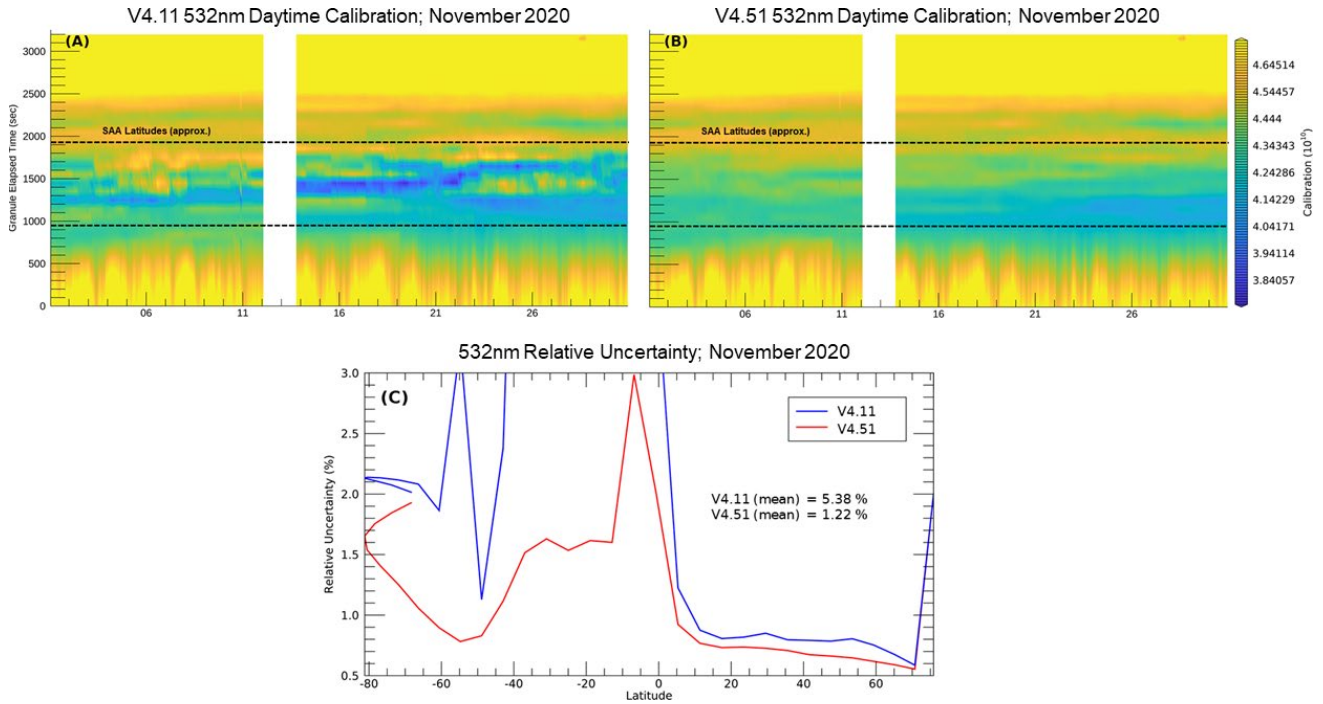 V4.11 532nm Daytime Calibration; November 2020
V4.51 532nm Daytime Calibration; November 2020
(A)
(B)
Granule Elapsed Time (sec)
3000
2500
2000
1500
1000
500
0
SAA Latitudes (approx.)
SAA Latitudes (approx.)
06 11 16 21 26
06 11 16 21 26
4.64514
4.54457
4.444
4.34343
4.24286
4.14229
4.04171
3.94114
3.84057
Calibration (10¹⁰)
532nm Relative Uncertainty; November 2020
(C)
Relative Uncertainty (%)
3.0
2.5
2.0
1.5
1.0
0.5
V4.11
V4.51
V4.11 (mean) = 5.38 %
V4.51 (mean) = 1.22 %
-80 -60 -40 -20 0 20 40 60
Latitude